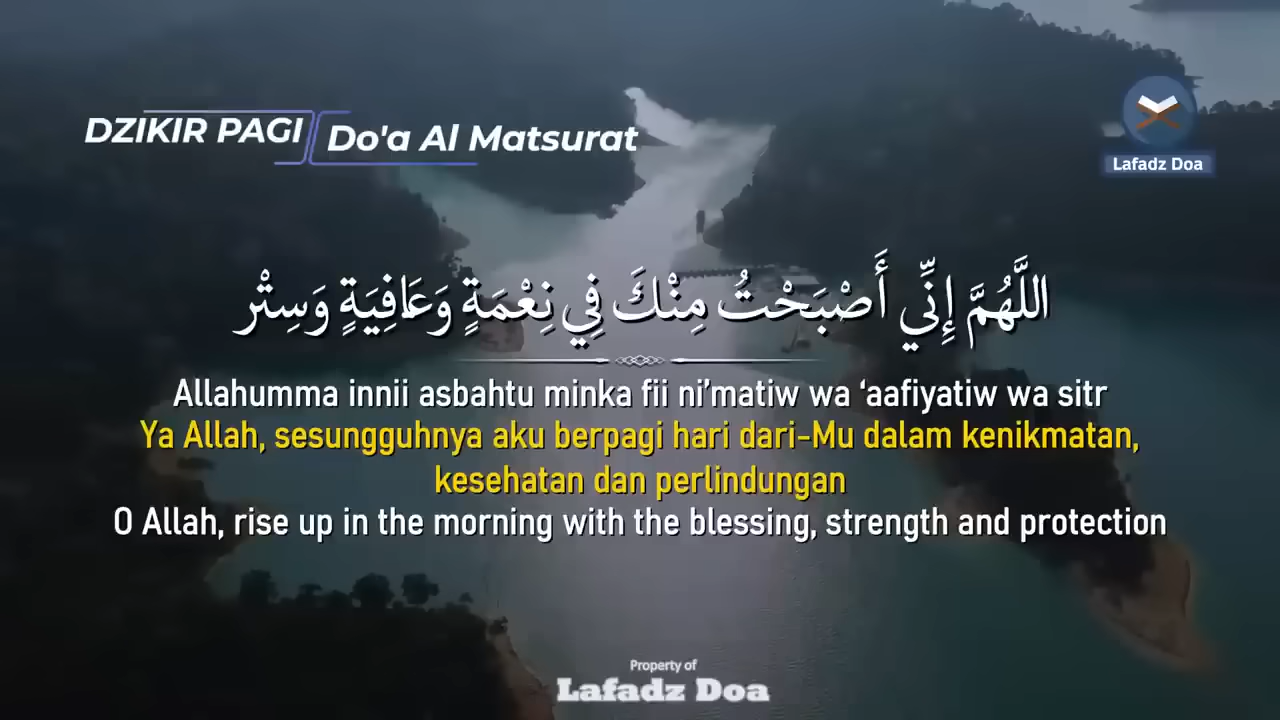 DZIKIR PAGI
Do'a Al Matsurat
Lafadz Doa
اللَّهُمَّ إِنِّي أَصْبَحْتُ مِنْكَ فِي نِعْمَةٍ وَعَافِيَةٍ وَسِتْر
Allahumma innii asbahtu minka fii ni’matiw wa ‘aafiyatiw wa sitr
Ya Allah, sesungguhnya aku berpagi hari dari-Mu dalam kenikmatan,
kesehatan dan perlindungan
O Allah, rise up in the morning with the blessing, strength and protection
Property of
Lafadz Doa